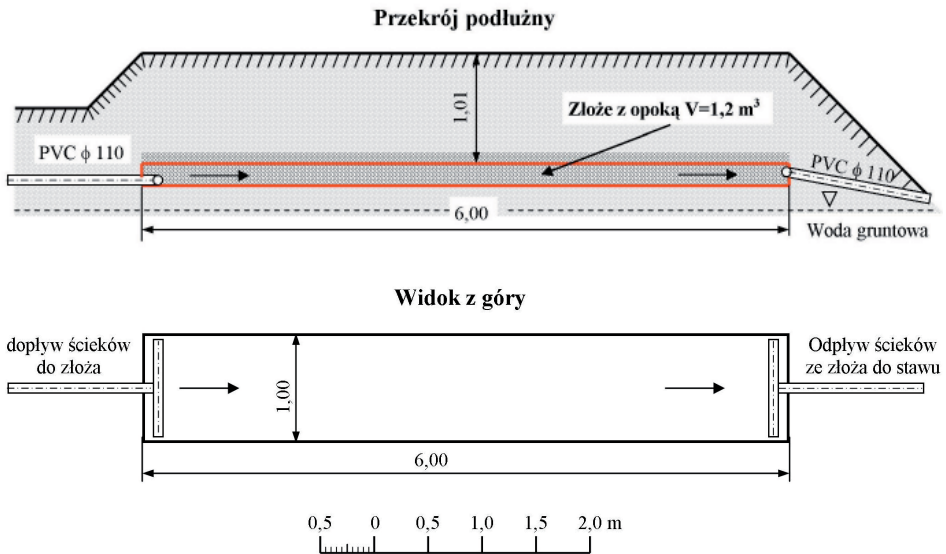 Przekrój podłużny
1,01
Złoże z opoką V=1,2 m³
PVC ϕ 110
PVC ϕ 110
6,00
Woda gruntowa
Widok z góry
dopływ ścieków
do złoża
1,00
Odpływ ścieków
ze złoża do stawu
6,00
0,5 0 0,5 1,0 1,5 2,0 m